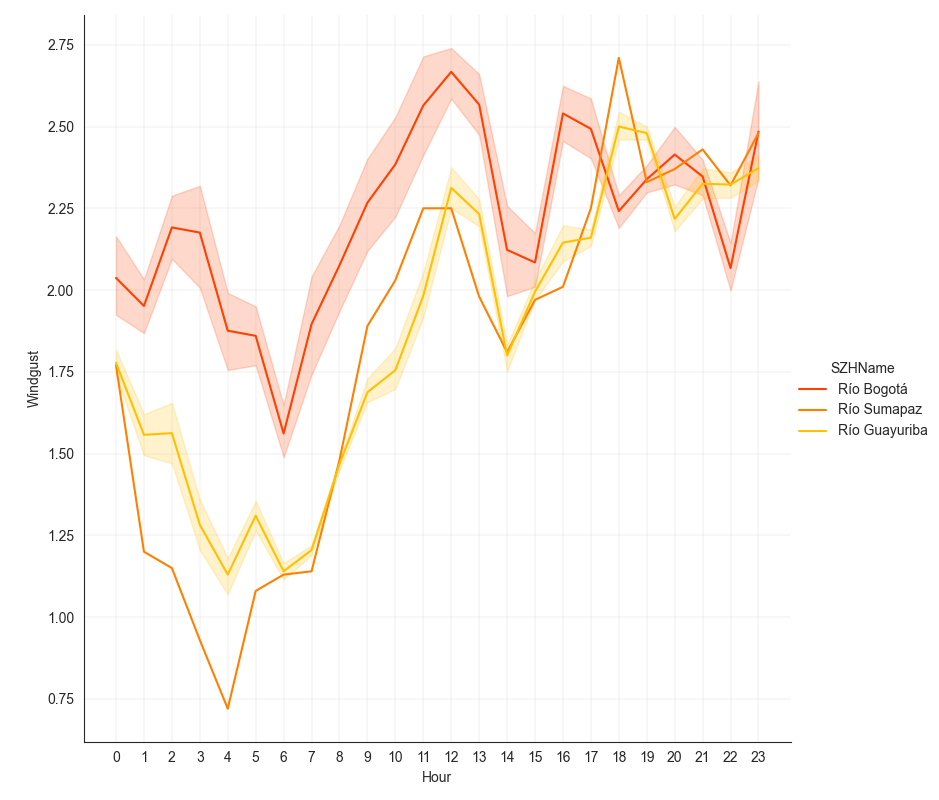 2.75
2.50
2.25
2.00
1.75
1.50
1.25
1.00
0.75
Windgust
0 1 2 3 4 5 6 7 8 9 10 11 12 13 14 15 16 17 18 19 20 21 22 23
Hour
SZHName
Río Bogotá
Río Sumapaz
Río Guayuriba